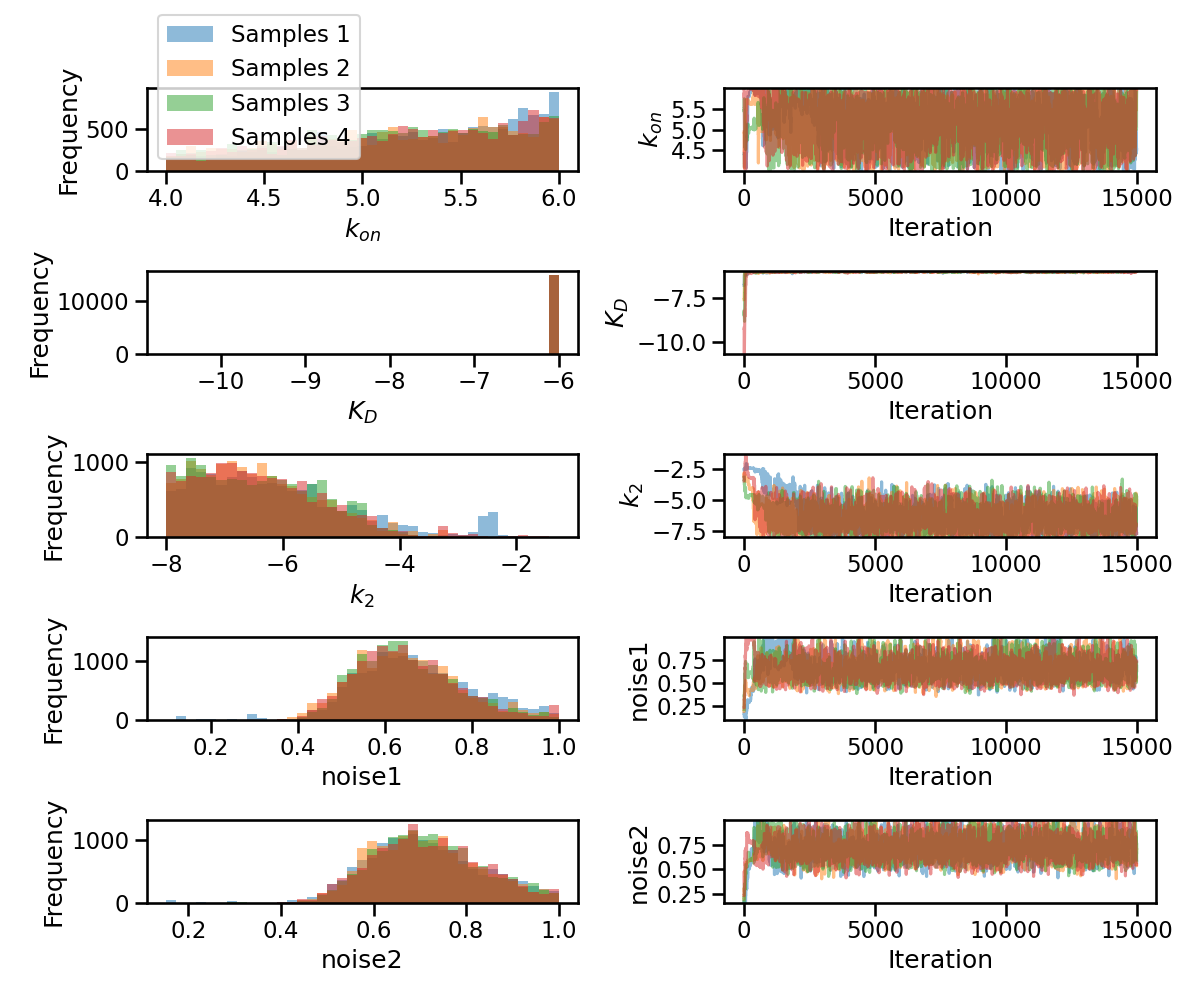 Samples 1
Samples 2
Samples 3
Samples 4
Frequency
500
0
4.0 4.5 5.0 5.5 6.0
k_on
k_on
5.5
5.0
4.5
0 5000 10000 15000
Iteration
Frequency
10000
0
−10 −9 −8 −7 −6
K_D
K_D
−7.5
−10.0
0 5000 10000 15000
Iteration
Frequency
1000
0
−8 −6 −4 −2
k_2
k_2
−2.5
−5.0
−7.5
0 5000 10000 15000
Iteration
Frequency
1000
0
0.2 0.4 0.6 0.8 1.0
noise1
noise1
0.75
0.50
0.25
0 5000 10000 15000
Iteration
Frequency
1000
0
0.2 0.4 0.6 0.8 1.0
noise2
noise2
0.75
0.50
0.25
0 5000 10000 15000
Iteration